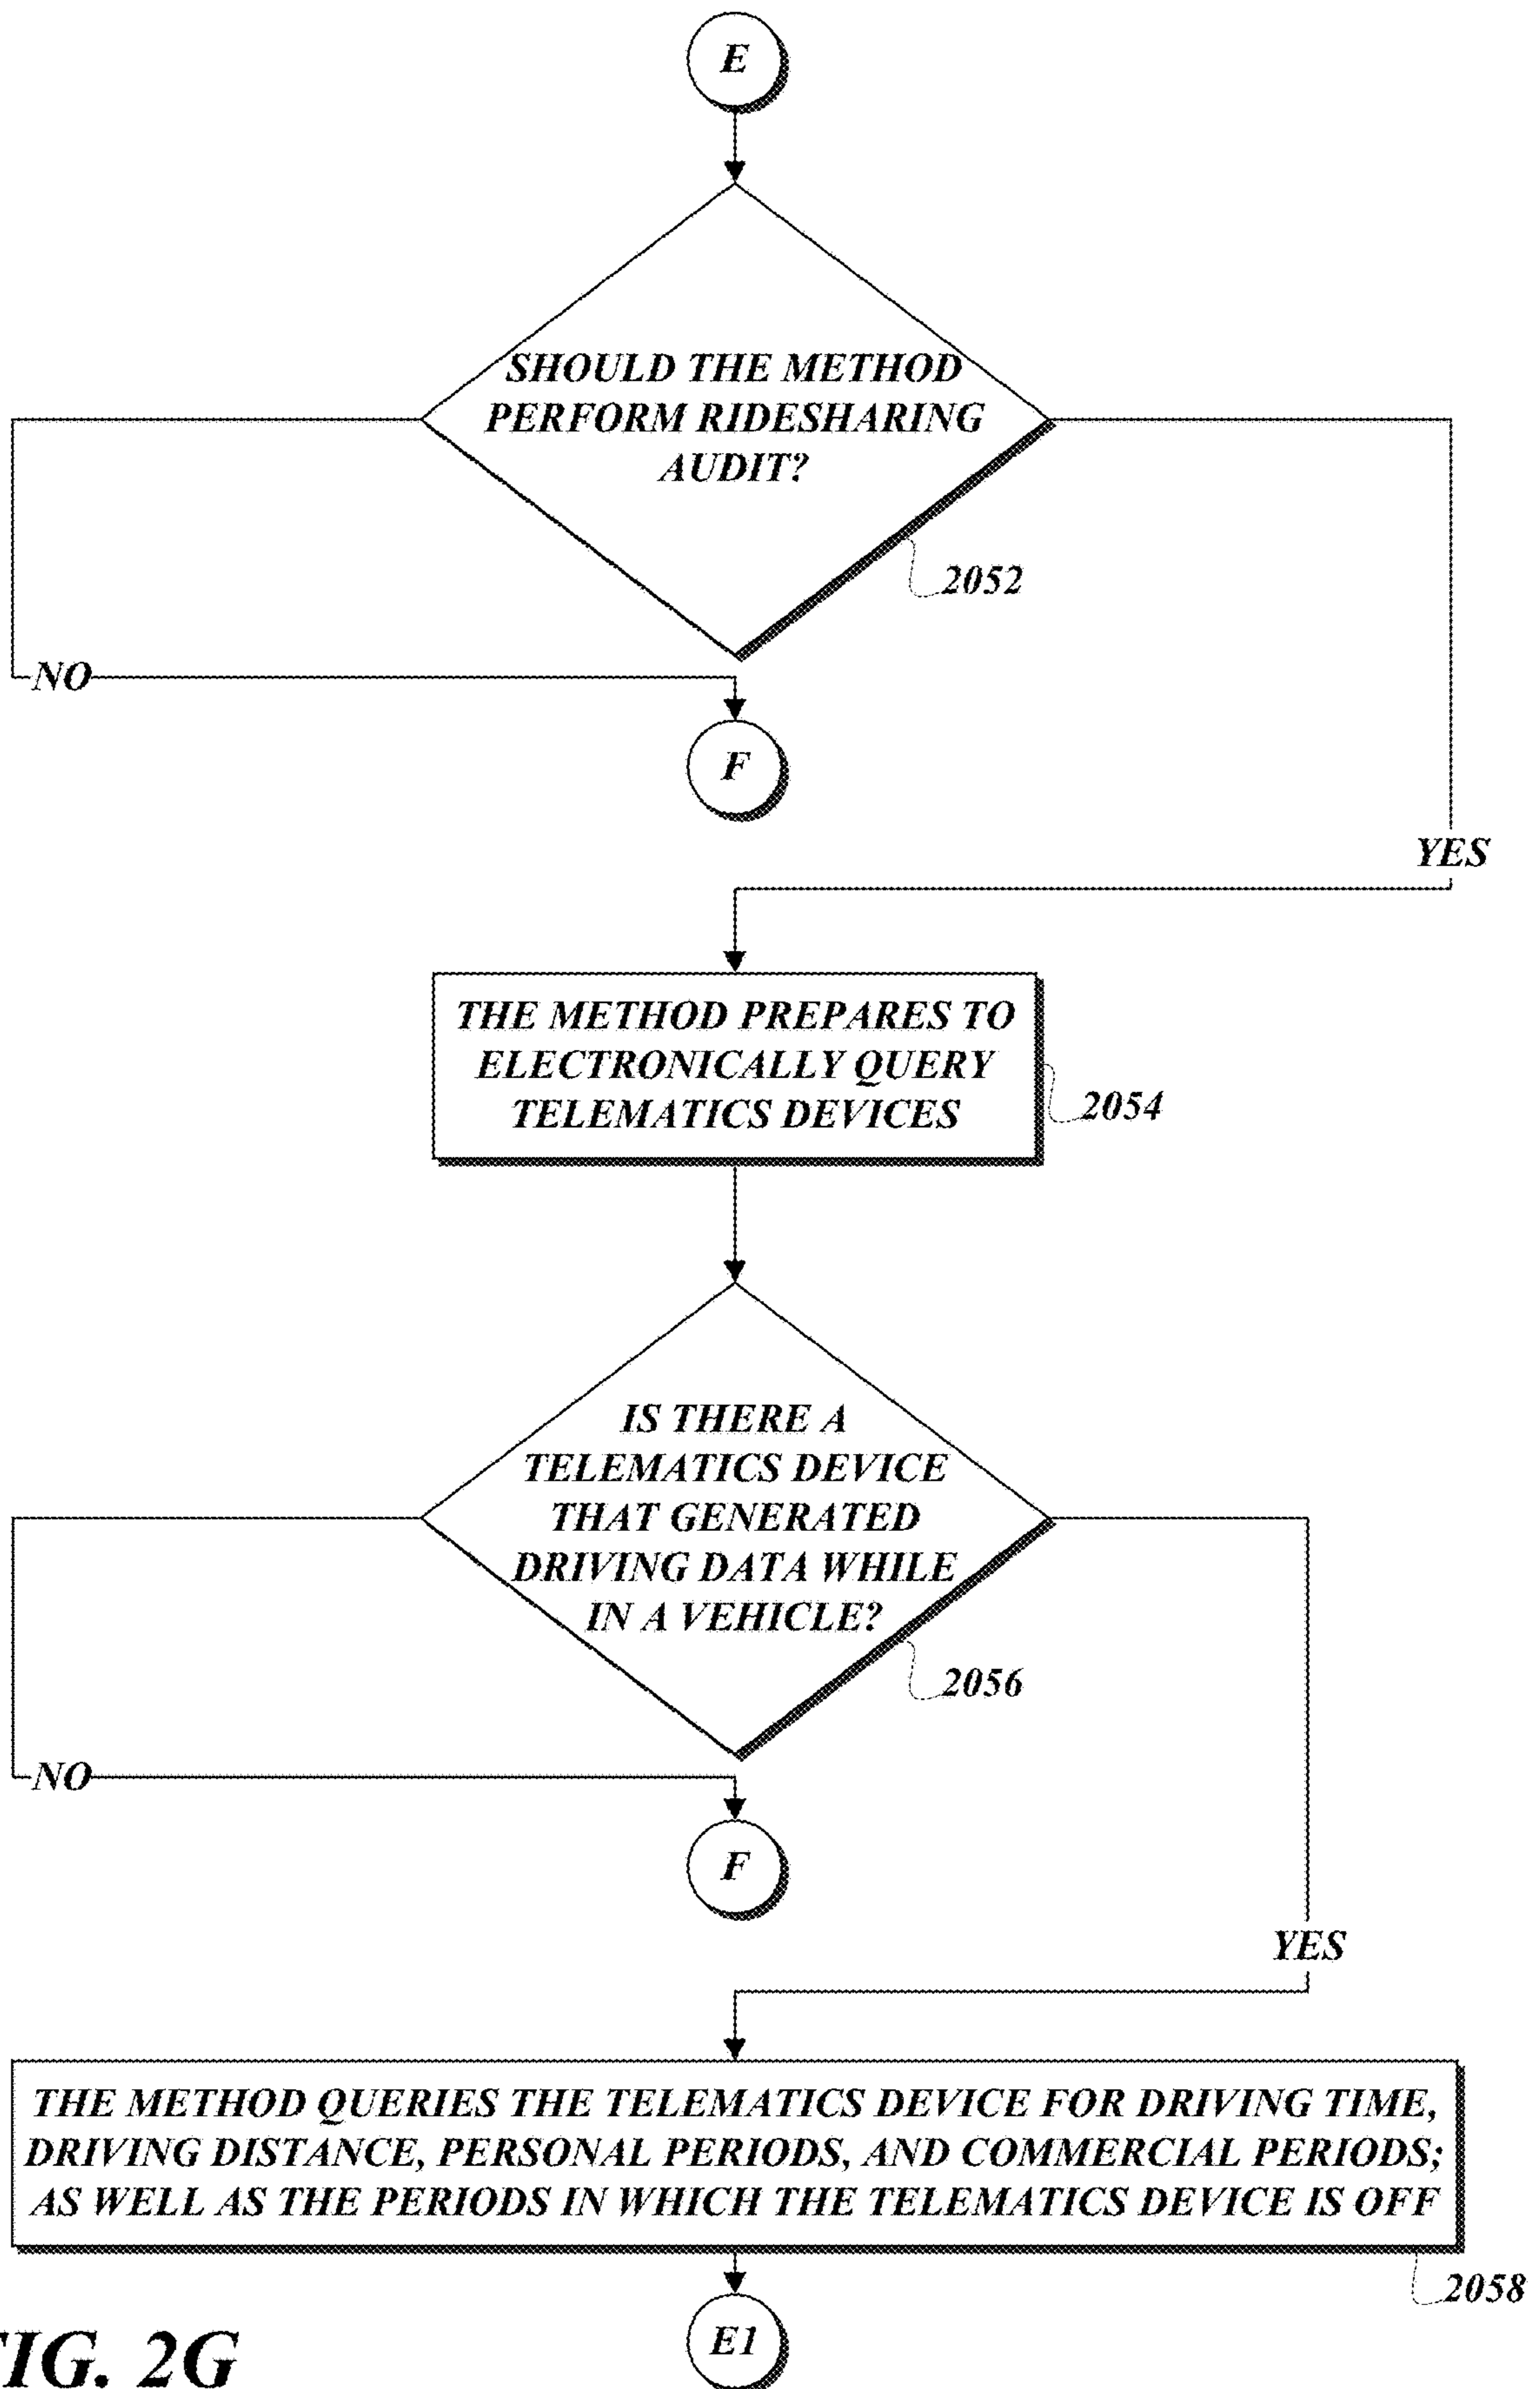 E
SHOULD THE METHOD
PERFORM RIDESHARING
AUDIT?
2052
NO
F
YES
THE METHOD PREPARES TO
ELECTRONICALLY QUERY
TELEMATICS DEVICES
2054
IS THERE A
TELEMATICS DEVICE
THAT GENERATED
DRIVING DATA WHILE
IN A VEHICLE?
2056
NO
F
YES
THE METHOD QUERIES THE TELEMATICS DEVICE FOR DRIVING TIME,
DRIVING DISTANCE, PERSONAL PERIODS, AND COMMERCIAL PERIODS;
AS WELL AS THE PERIODS IN WHICH THE TELEMATICS DEVICE IS OFF
2058
E1
FIG. 2G